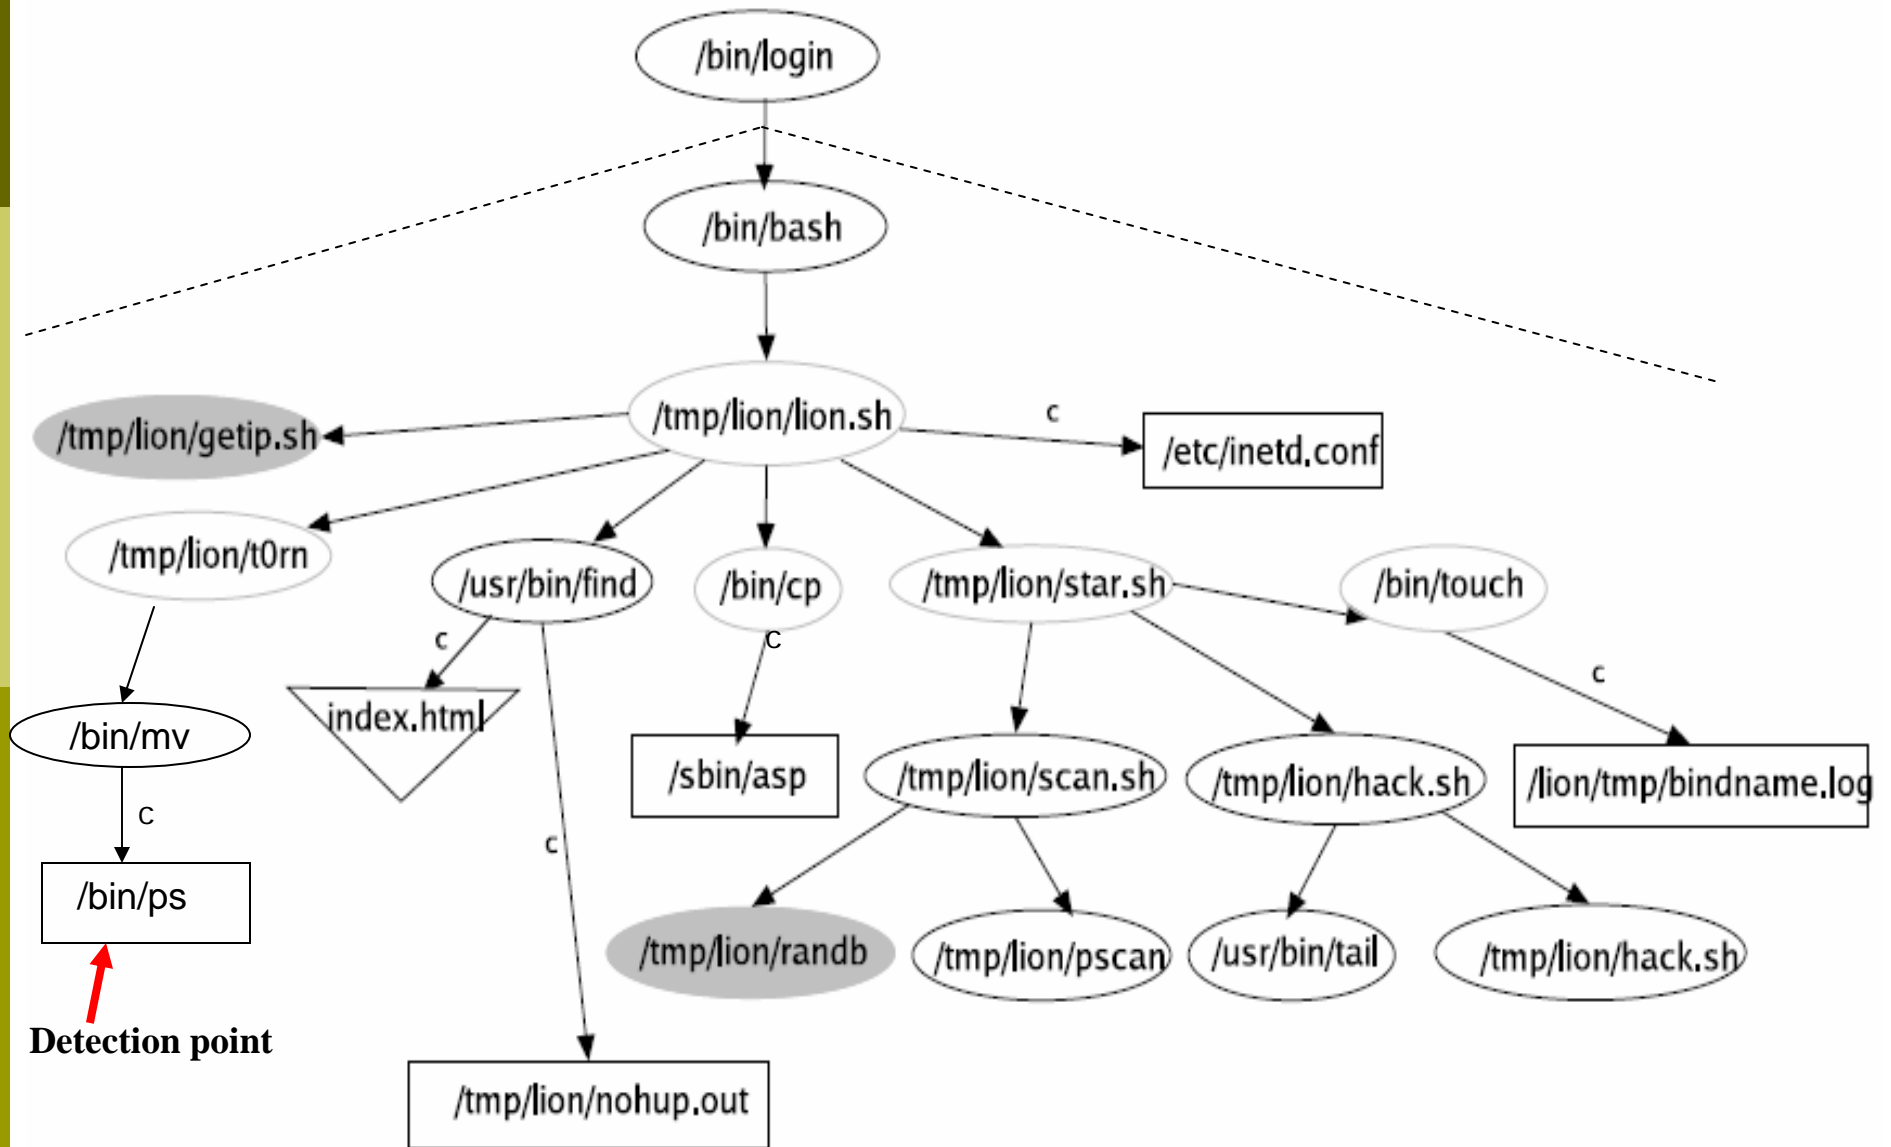 /bin/login
/bin/bash
/tmp/lion/lion.sh
c
/etc/inetd.conf
/tmp/lion/getip.sh
/tmp/lion/t0rn
/usr/bin/find
/bin/cp
/tmp/lion/star.sh
/bin/touch
c
c
c
index.html
/bin/mv
/sbin/asp
/tmp/lion/scan.sh
/tmp/lion/hack.sh
/lion/tmp/bindname.log
c
c
/bin/ps
/tmp/lion/randb
/tmp/lion/pscan
/usr/bin/tail
/tmp/lion/hack.sh
Detection point
/tmp/lion/nohup.out